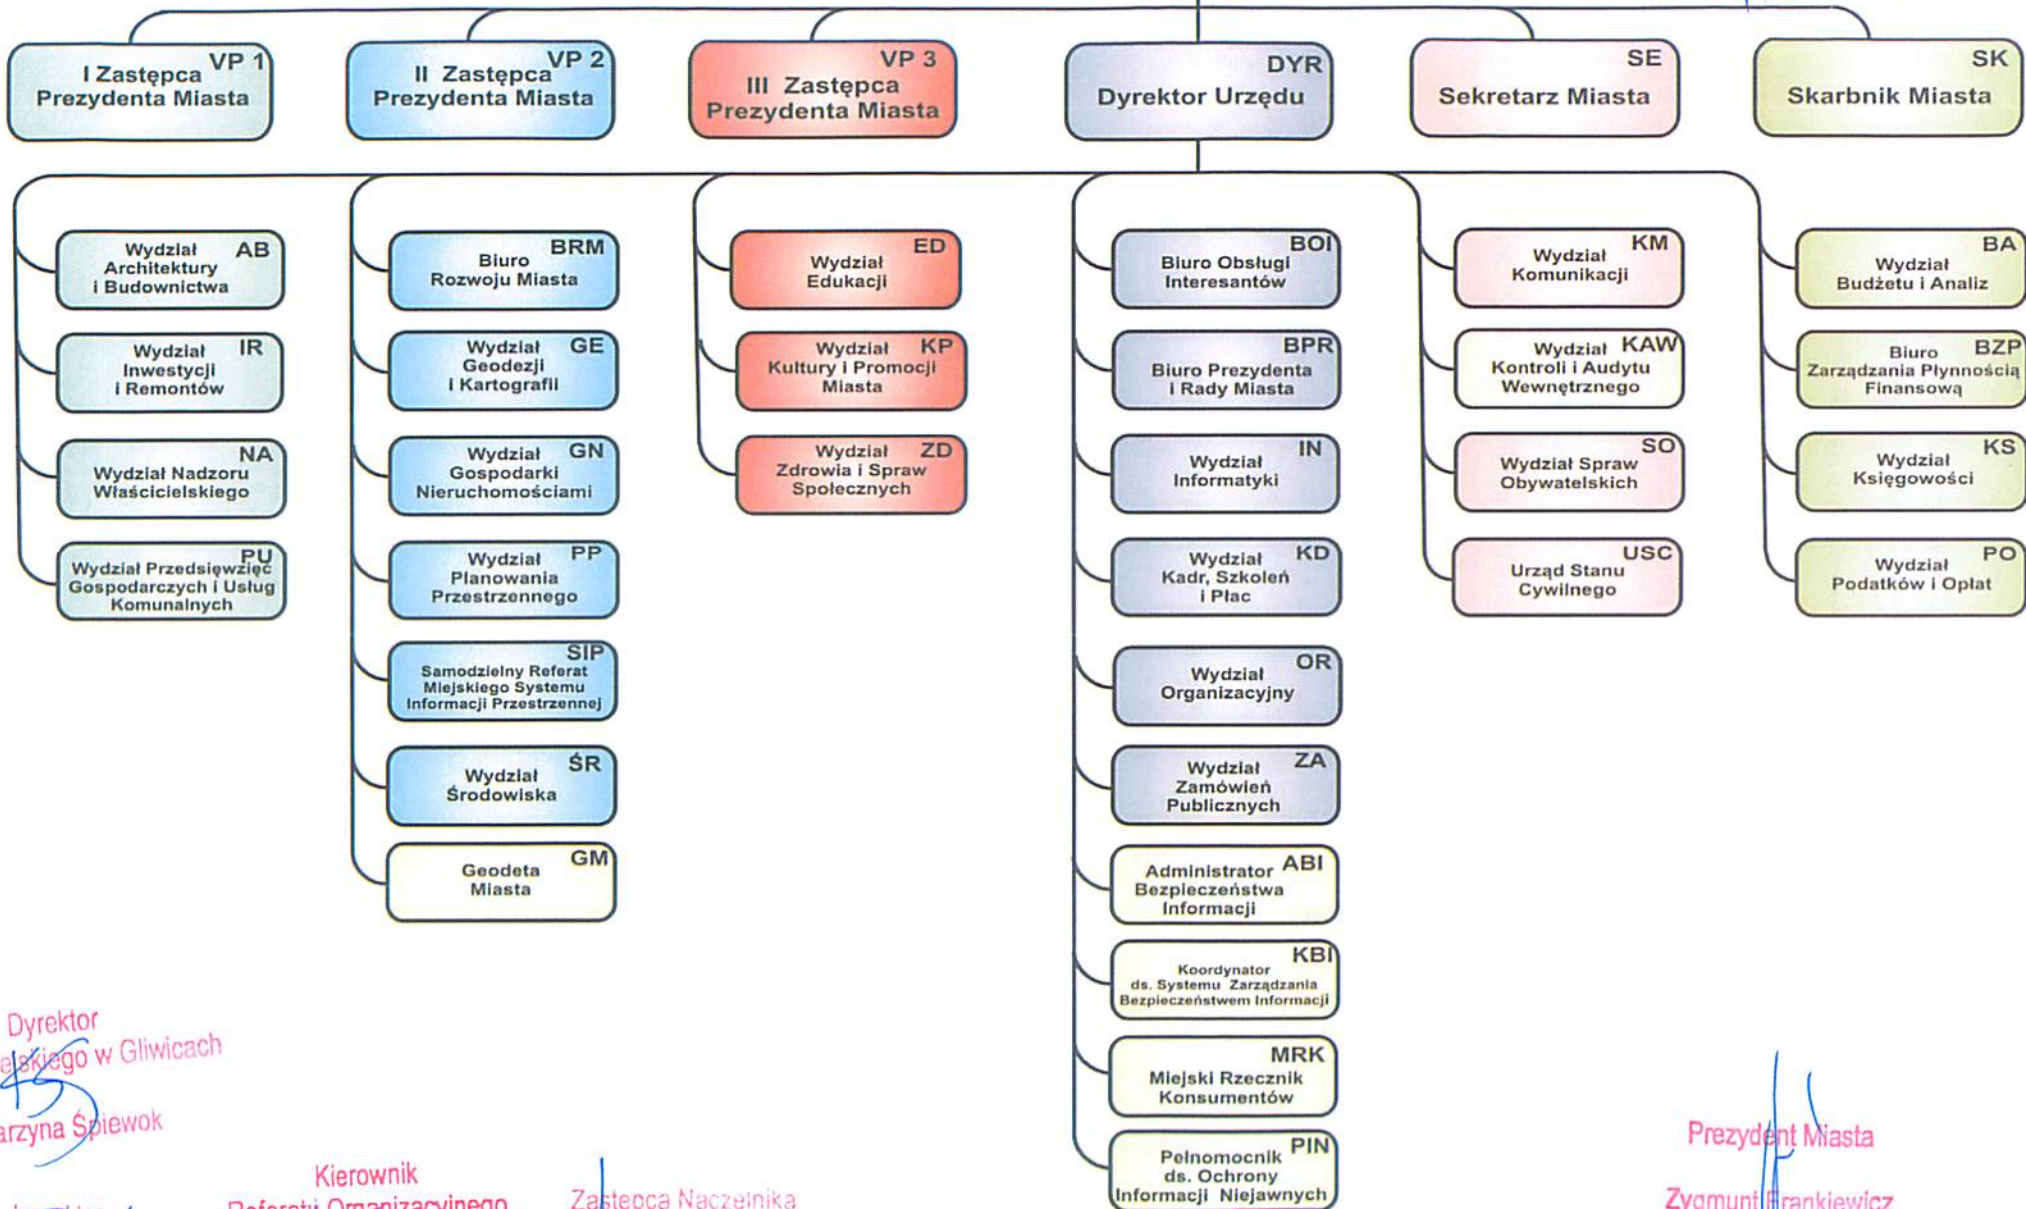 VP 1
I Zastępca
Prezydenta Miasta
VP 2
II Zastępca
Prezydenta Miasta
VP 3
III Zastępca
Prezydenta Miasta
DYR
Dyrektor Urzędu
SE
Sekretarz Miasta
SK
Skarbnik Miasta
AB
Wydział
Architektury
i Budownictwa
IR
Wydział
Inwestycji
i Remontów
NA
Wydział Nadzoru
Właścicielskiego
PU
Wydział Przedsięwzięć
Gospodarczych i Usług
Komunalnych
BRM
Biuro
Rozwoju Miasta
GE
Wydział
Geodezji
i Kartografii
GN
Wydział
Gospodarki
Nieruchomościami
PP
Wydział
Planowania
Przestrzennego
SIP
Samodzielny Referat
Miejskiego Systemu
Informacji Przestrzennej
ŚR
Wydział
Środowiska
GM
Geodeta
Miasta
ED
Wydział
Edukacji
KP
Wydział
Kultury i Promocji
Miasta
ZD
Wydział
Zdrowia i Spraw
Społecznych
BOI
Biuro Obsługi
Interesantów
BPR
Biuro Prezydenta
i Rady Miasta
IN
Wydział
Informatyki
KD
Wydział
Kadr, Szkoleń
i Płac
OR
Wydział
Organizacyjny
ZA
Wydział
Zamówień
Publicznych
ABI
Administrator
Bezpieczeństwa
Informacji
KBI
Koordynator
ds. Systemu Zarządzania
Bezpieczeństwem Informacji
MRK
Miejski Rzecznik
Konsumentów
PIN
Pełnomocnik
ds. Ochrony
Informacji Niejawnych
KM
Wydział
Komunikacji
KAW
Wydział
Kontroli i Audytu
Wewnętrznego
SO
Wydział Spraw
Obywatelskich
USC
Urząd Stanu
Cywilnego
BA
Wydział
Budżetu i Analiz
BZP
Biuro
Zarządzania Płynnością
Finansową
KS
Wydział
Księgowości
PO
Wydział
Podatków i Opłat
Dyrektor
w Gliwicach
Śpiewok
Kierownik
Referatu Organizacyjnego
Zastępca Naczelnika
Prezydent Miasta
Zygmunt Frankiewicz